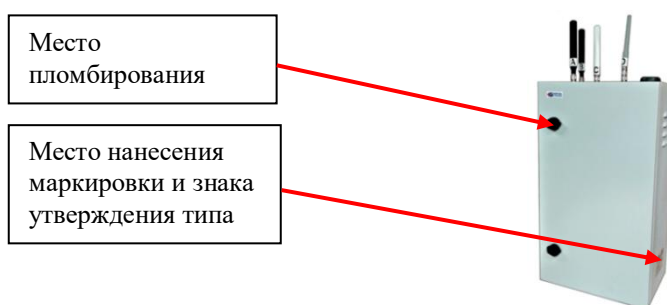 Место
пломбирования
Место нанесения
маркировки и знака
утверждения типа